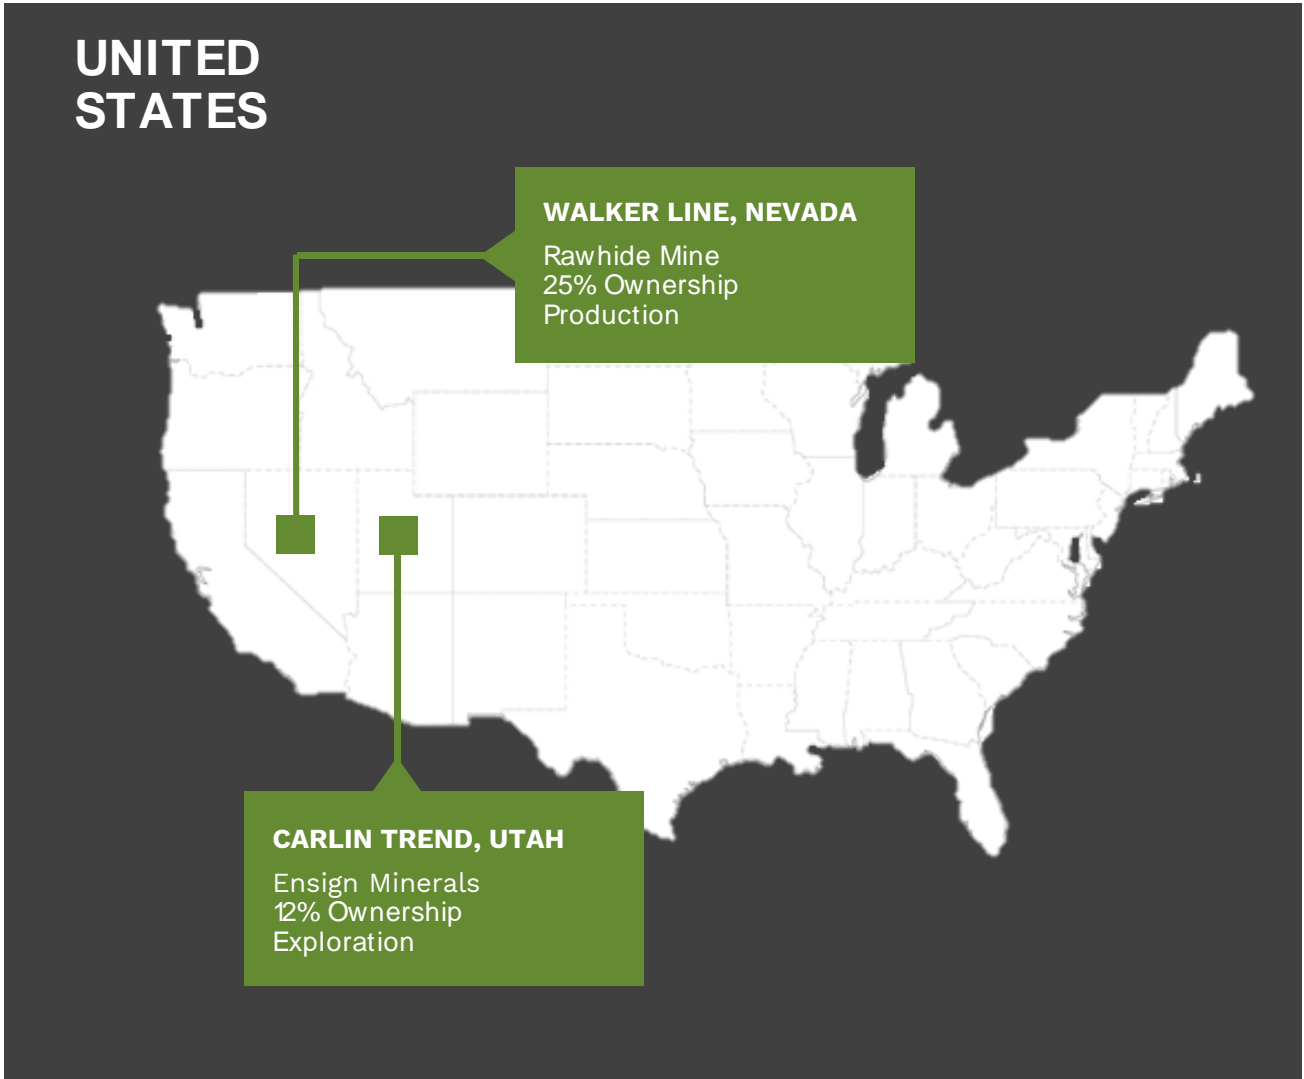 UNITED
STATES
WALKER LINE, NEVADA
Rawhide Mine
25% Ownership
Production
CARLIN TREND, UTAH
Ensign Minerals
12% Ownership
Exploration